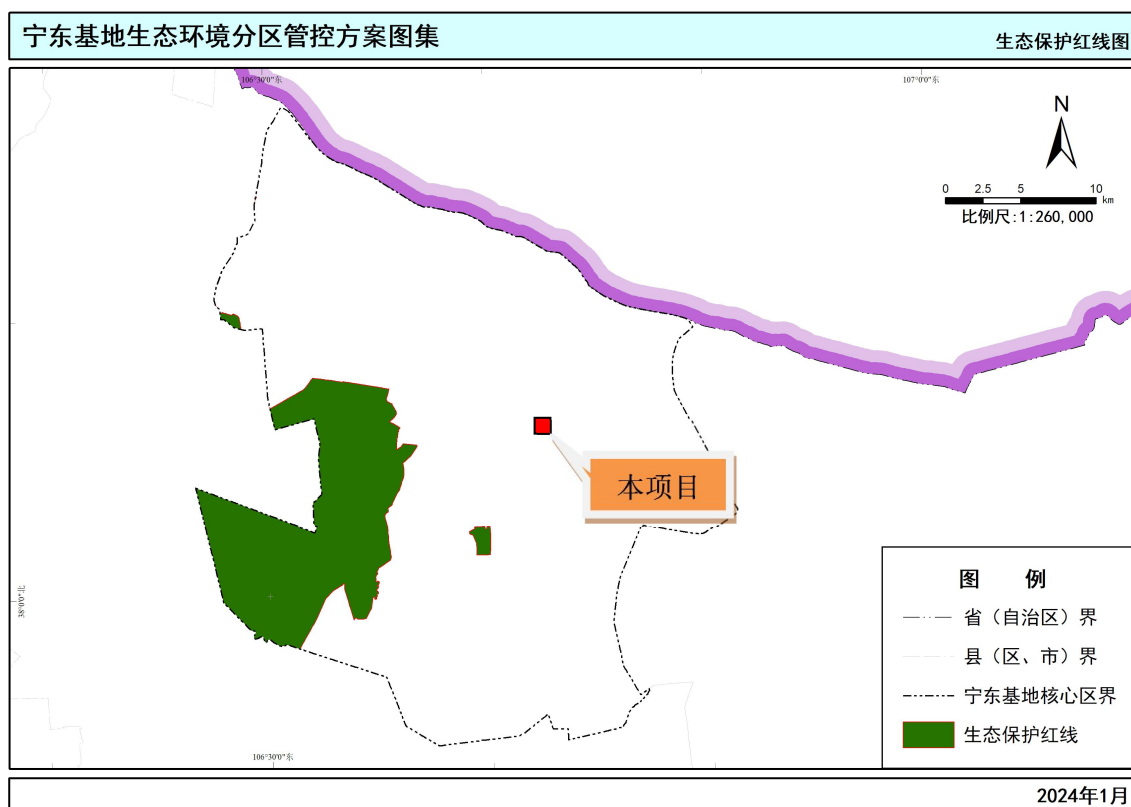 宁东基地生态环境分区管控方案图集
生态保护红线图
106°30'0"东
107°0'0"东
N
0 2.5 5 10
km
比例尺:1:260,000
本项目
38°0'0"北
图 例
省（自治区）界
县（区、市）界
宁东基地核心区界
生态保护红线
106°30'0"东
2024年1月